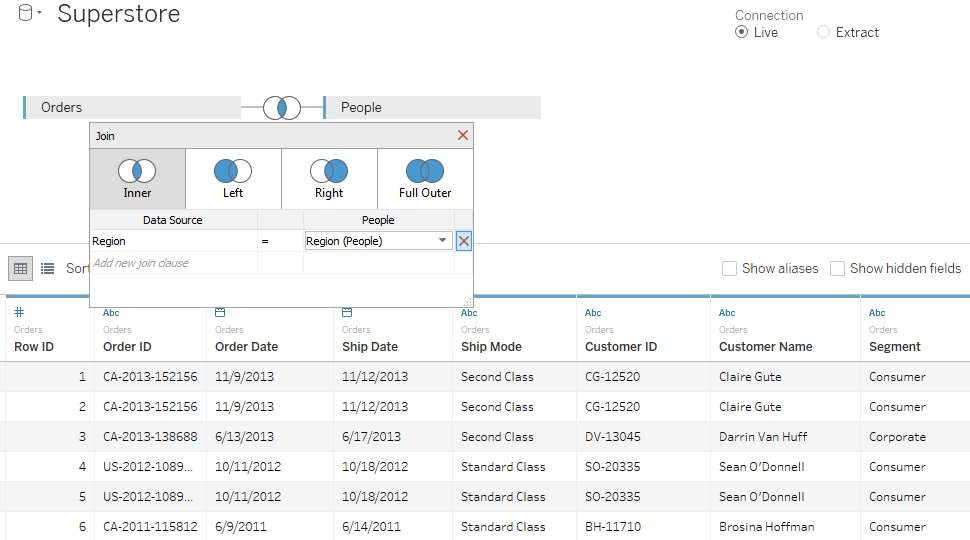 Superstore
Connection
Live Extract
Orders People
Join
Inner Left Right Full Outer
Data Source People
Region = Region (People)
Add new join clause
Show aliases Show hidden fields
# Abc Abc Abc Abc Abc
Orders Orders Orders Orders Orders Orders Orders Orders
Row ID Order ID Order Date Ship Date Ship Mode Customer ID Customer Name Segment
1 CA-2013-152156 11/9/2013 11/12/2013 Second Class CG-12520 Claire Gute Consumer
2 CA-2013-152156 11/9/2013 11/12/2013 Second Class CG-12520 Claire Gute Consumer
3 CA-2013-138688 6/13/2013 6/17/2013 Second Class DV-13045 Darrin Van Huff Corporate
4 US-2012-1089... 10/11/2012 10/18/2012 Standard Class SO-20335 Sean O'Donnell Consumer
5 US-2012-1089... 10/11/2012 10/18/2012 Standard Class SO-20335 Sean O'Donnell Consumer
6 CA-2011-115812 6/9/2011 6/14/2011 Standard Class BH-11710 Brosina Hoffman Consumer